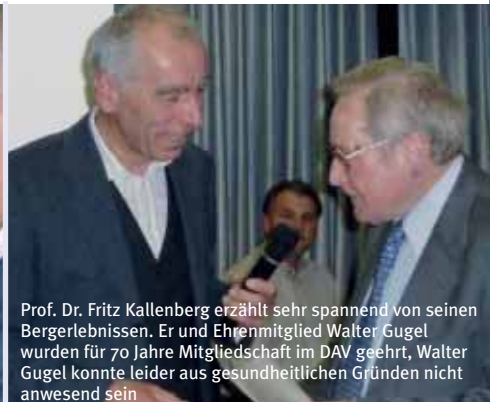 Prof. Dr. Fritz Kallenberg erzählt sehr spannend von seinen
Bergerlebnissen. Er und Ehrenmitglied Walter Gugel
wurden für 70 Jahre Mitgliedschaft im DAV geehrt, Walter
Gugel konnte leider aus gesundheitlichen Gründen nicht
anwesend sein